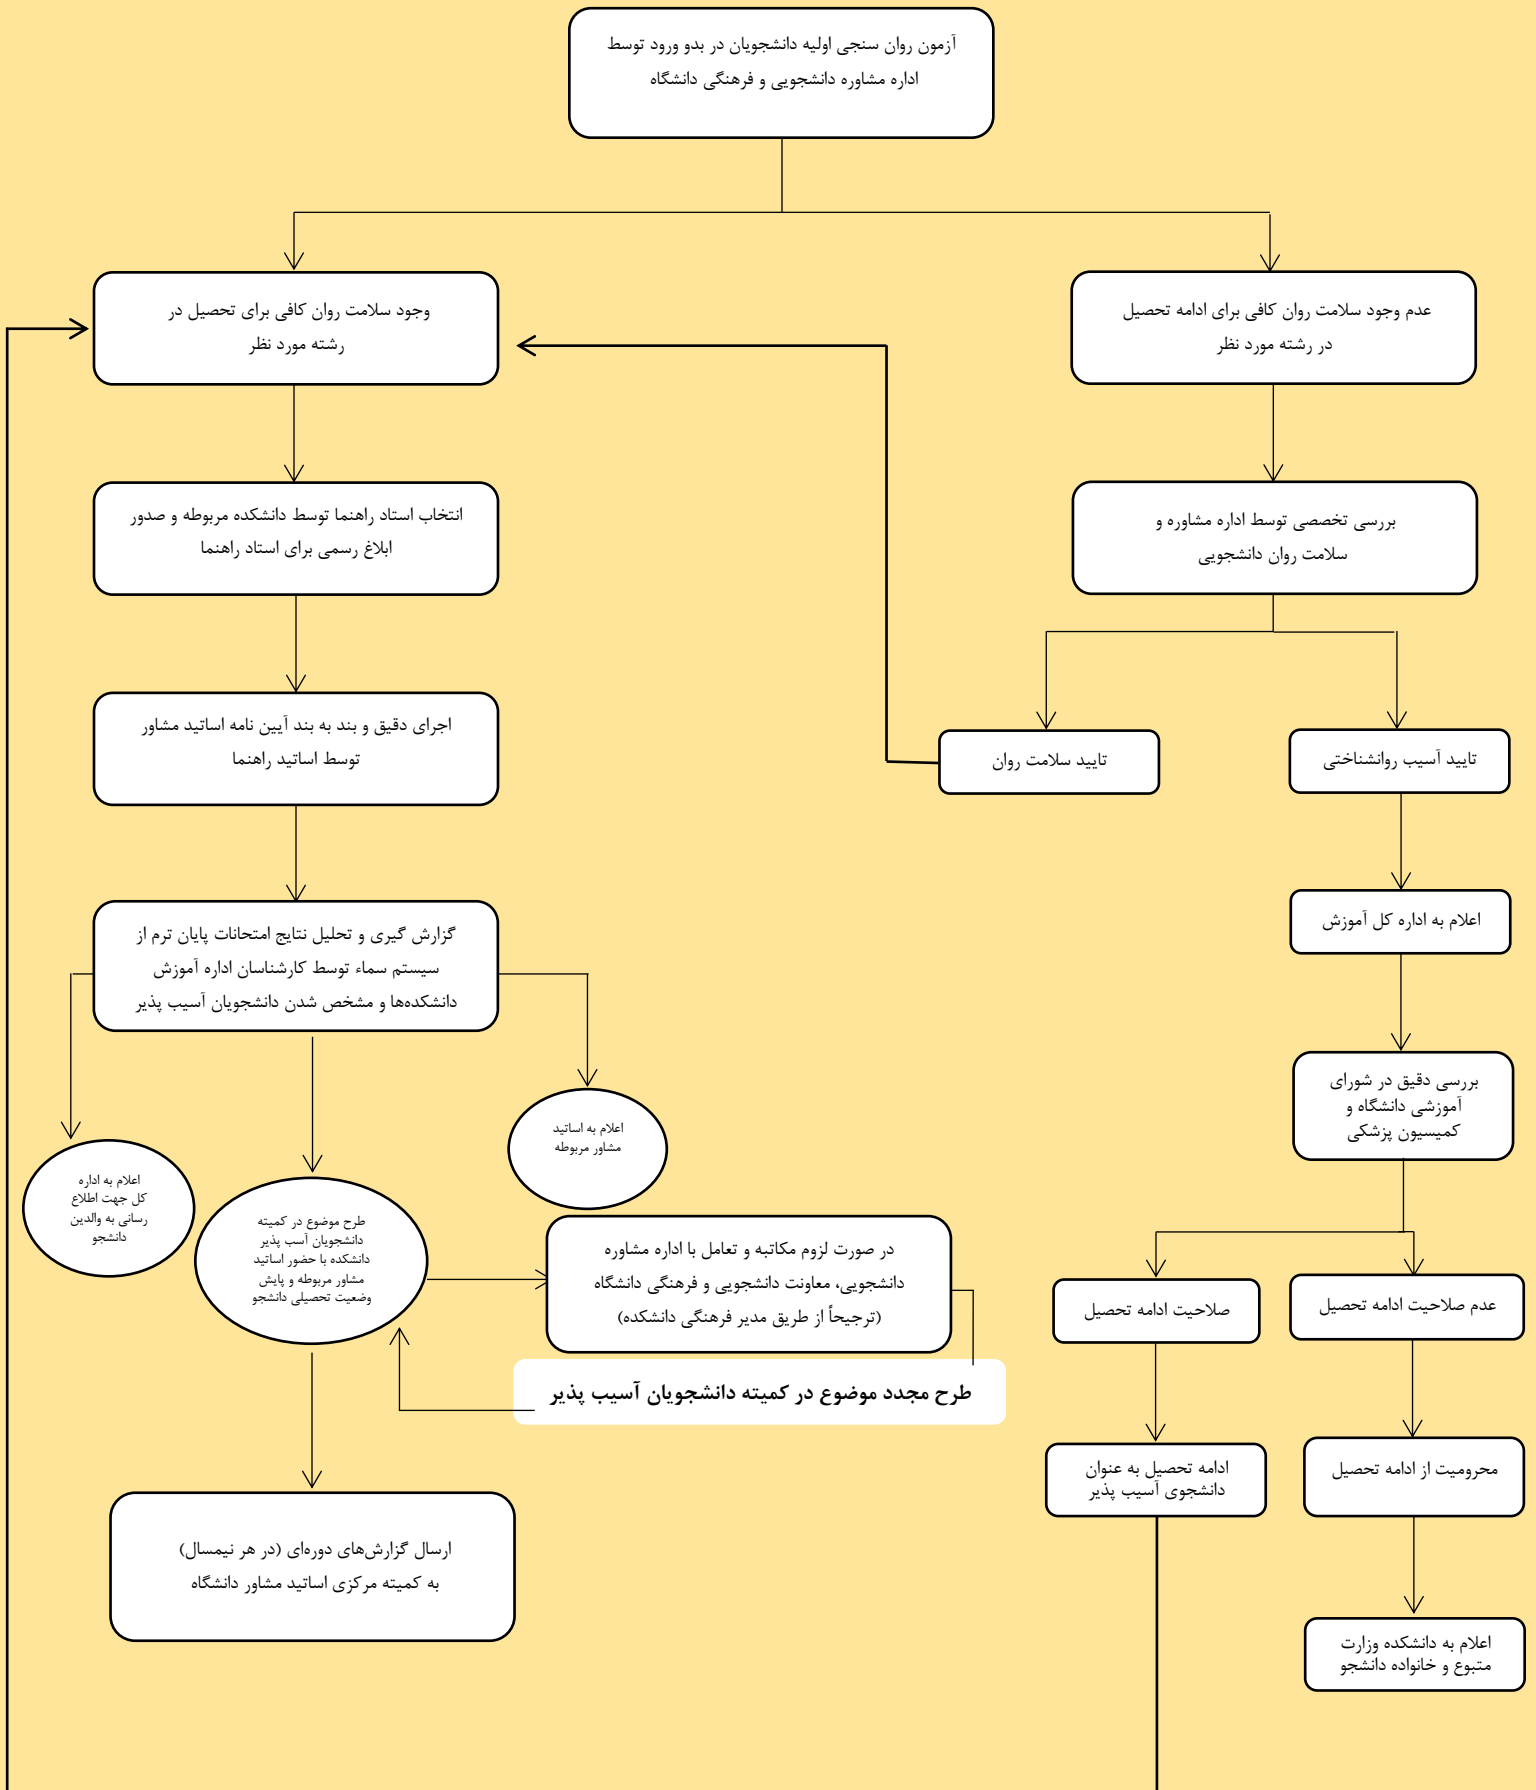 آزمون روان سنجی اولیه دانشجویان در بدو ورود توسط
اداره مشاوره دانشجویی و فرهنگی دانشگاه
عدم وجود سلامت روان کافی برای ادامه تحصیل
در رشته مورد نظر
وجود سلامت روان کافی برای تحصیل در
رشته مورد نظر
بررسی تخصصی توسط اداره مشاوره و
سلامت روان دانشجویی
انتخاب استاد راهنما توسط دانشکده مربوطه و صدور
ابلاغ رسمی برای استاد راهنما
تایید آسیب روانشناختی
تایید سلامت روان
اجرای دقیق و بند به بند آیین نامه اساتید مشاور
توسط اساتید راهنما
اعلام به اداره کل آموزش
گزارش گیری و تحلیل نتایج امتحانات پایان ترم از
سیستم سماء توسط کارشناسان اداره آموزش
دانشکده‌ها و مشخص شدن دانشجویان آسیب پذیر
بررسی دقیق در شورای
آموزشی دانشگاه و
کمیسیون پزشکی
اعلام به اساتید
مشاور مربوطه
اعلام به اداره
کل جهت اطلاع
رسانی به والدین
دانشجو
طرح موضوع در کمیته
دانشجویان آسب پذیر
دانشکده با حضور اساتید
مشاور مربوطه و پایش
وضعیت تحصیلی دانشجو
در صورت لزوم مکاتبه و تعامل با اداره مشاوره
دانشجویی، معاونت دانشجویی و فرهنگی دانشگاه
(ترجیحاً از طریق مدیر فرهنگی دانشکده)
عدم صلاحیت ادامه تحصیل
صلاحیت ادامه تحصیل
طرح مجدد موضوع در کمیته دانشجویان آسیب پذیر
محرومیت از ادامه تحصیل
ادامه تحصیل به عنوان
دانشجوی آسیب پذیر
ارسال گزارش‌های دوره‌ای (در هر نیمسال)
به کمیته مرکزی اساتید مشاور دانشگاه
اعلام به دانشکده وزارت
متبوع و خانواده دانشجو